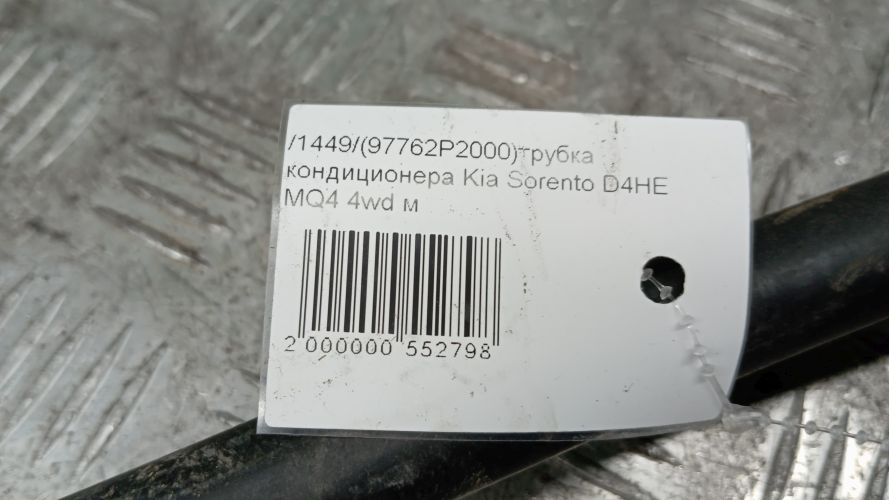 /1449/(97762P2000)трубка
кондиционера Kia Sorento D4HE
MQ4 4wd м
2 000000 552798